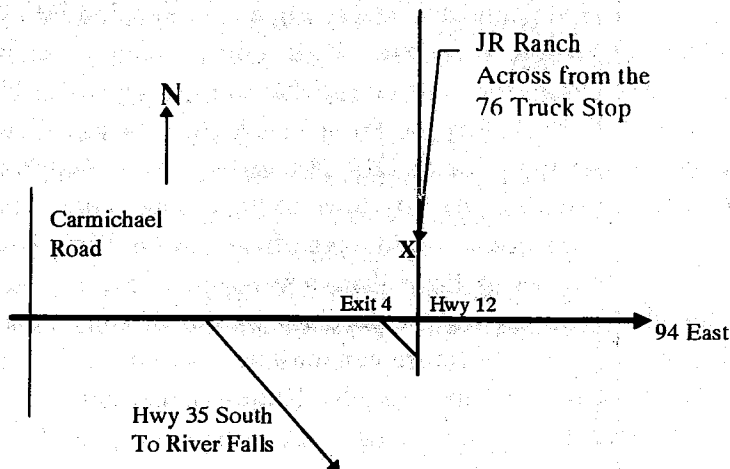 JR Ranch
Across from the
76 Truck Stop
N
Carmichael
Road
X
Exit 4
Hwy 12
94 East
Hwy 35 South
To River Falls